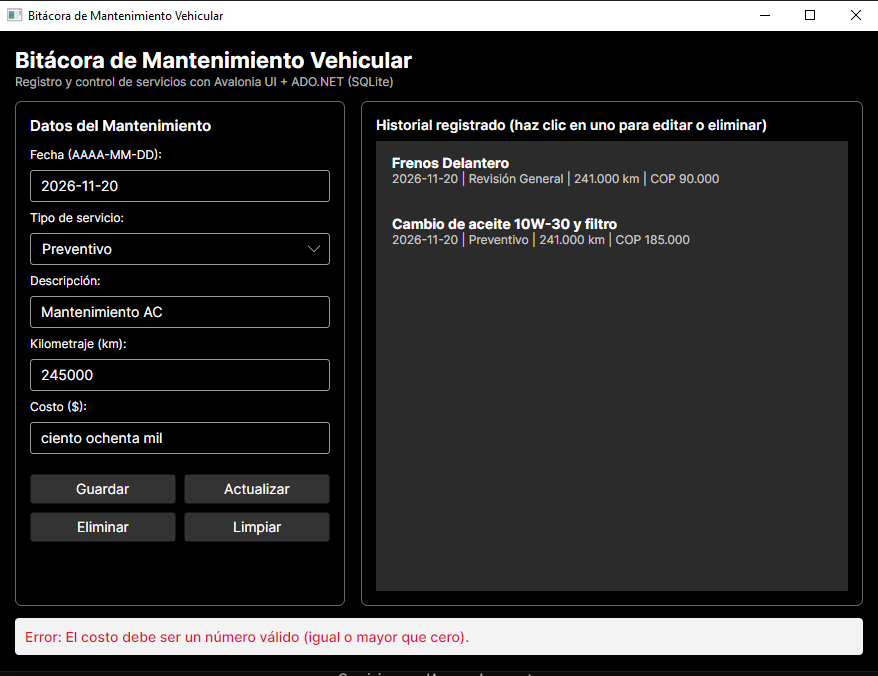 Bitácora de Mantenimiento Vehicular
Bitácora de Mantenimiento Vehicular
Registro y control de servicios con Avalonia UI + ADO.NET (SQLite)
Datos del Mantenimiento
Fecha (AAAA-MM-DD):
2026-11-20
Tipo de servicio:
Preventivo
Descripción:
Mantenimiento AC
Kilometraje (km):
245000
Costo ($):
ciento ochenta mil
Guardar
Actualizar
Eliminar
Limpiar
Historial registrado (haz clic en uno para editar o eliminar)
Frenos Delantero
2026-11-20 | Revisión General | 241.000 km | COP 90.000
Cambio de aceite 10W-30 y filtro
2026-11-20 | Preventivo | 241.000 km | COP 185.000
Error: El costo debe ser un número válido (igual o mayor que cero).